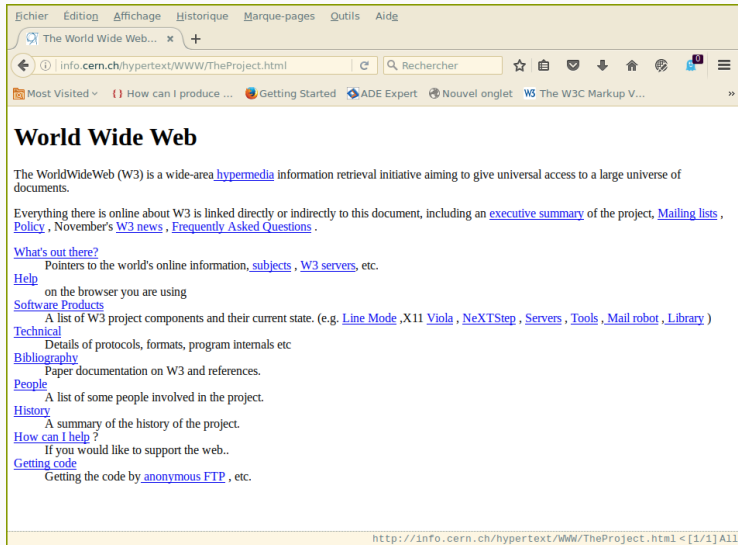 Fichier Édition Affichage Historique Marque-pages Outils Aide
The World Wide Web... × +
info.cern.ch/hypertext/WWW/TheProject.html Rechercher 0
Most Visited How can I produce ... Getting Started ADE Expert Nouvel onglet W3 The W3C Markup V... »
World Wide Web
The WorldWideWeb (W3) is a wide-area hypermedia information retrieval initiative aiming to give universal access to a large universe of
documents.
Everything there is online about W3 is linked directly or indirectly to this document, including an executive summary of the project, Mailing lists ,
Policy , November's W3 news , Frequently Asked Questions .
What's out there?
Pointers to the world's online information, subjects , W3 servers, etc.
Help
on the browser you are using
Software Products
A list of W3 project components and their current state. (e.g. Line Mode ,X11 Viola , NeXTStep , Servers , Tools , Mail robot , Library )
Technical
Details of protocols, formats, program internals etc
Bibliography
Paper documentation on W3 and references.
People
A list of some people involved in the project.
History
A summary of the history of the project.
How can I help ?
If you would like to support the web..
Getting code
Getting the code by anonymous FTP , etc.
http://info.cern.ch/hypertext/WWW/TheProject.html < [1/1] All